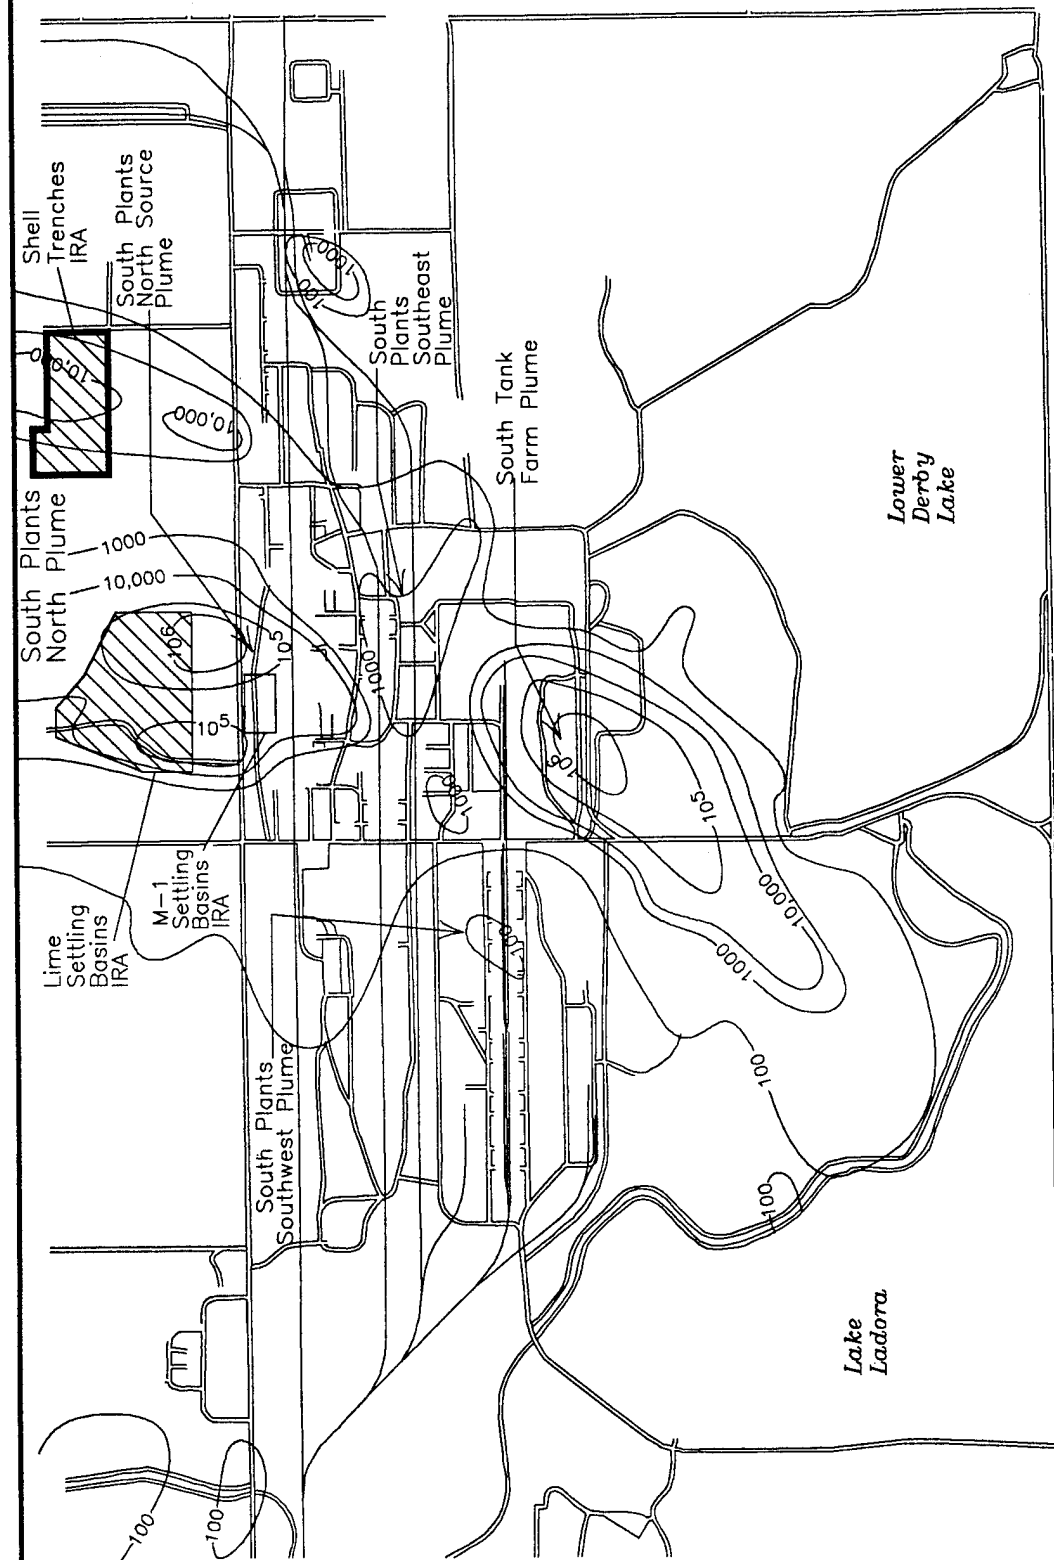 Shell
Trenches
IRA
South Plants
North Source
Plume
South Plants
North Plume
1000
10,000
10,000
10,000
1000
100
South
Plants
Southeast
Plume
South Tank
Farm Plume
Lower
Derby
Lake
106
105
105
1000
100
106
105
10,000
1000
100
100
100
M-1
Settling
Basins
IRA
Lime
Settling
Basins
IRA
South Plants
Southwest Plume
Lake
Ladora
100
100